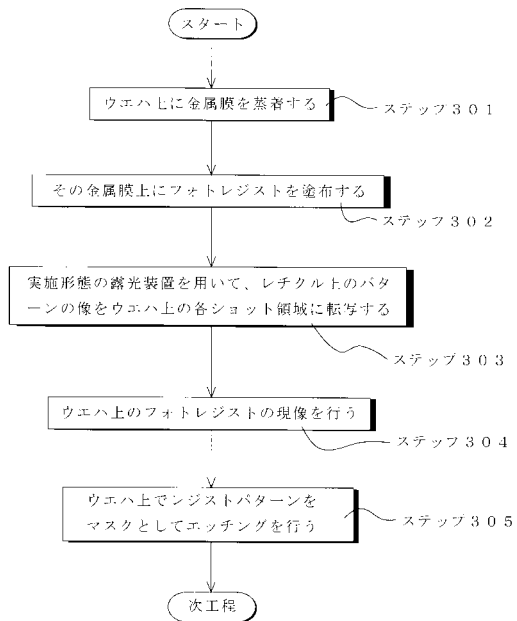 スタート
ウエハ上に金属膜を蒸着する
ステップ301
その金属膜上にフォトレジストを塗布する
ステップ302
実施形態の露光装置を用いて、レチクル上のパタ
ーンの像をウエハ上の各ショット領域に転写する
ステップ303
ウエハ上のフォトレジストの現像を行う
ステップ304
ウエハ上でレジストパターンを
マスクとしてエッチングを行う
ステップ305
次工程